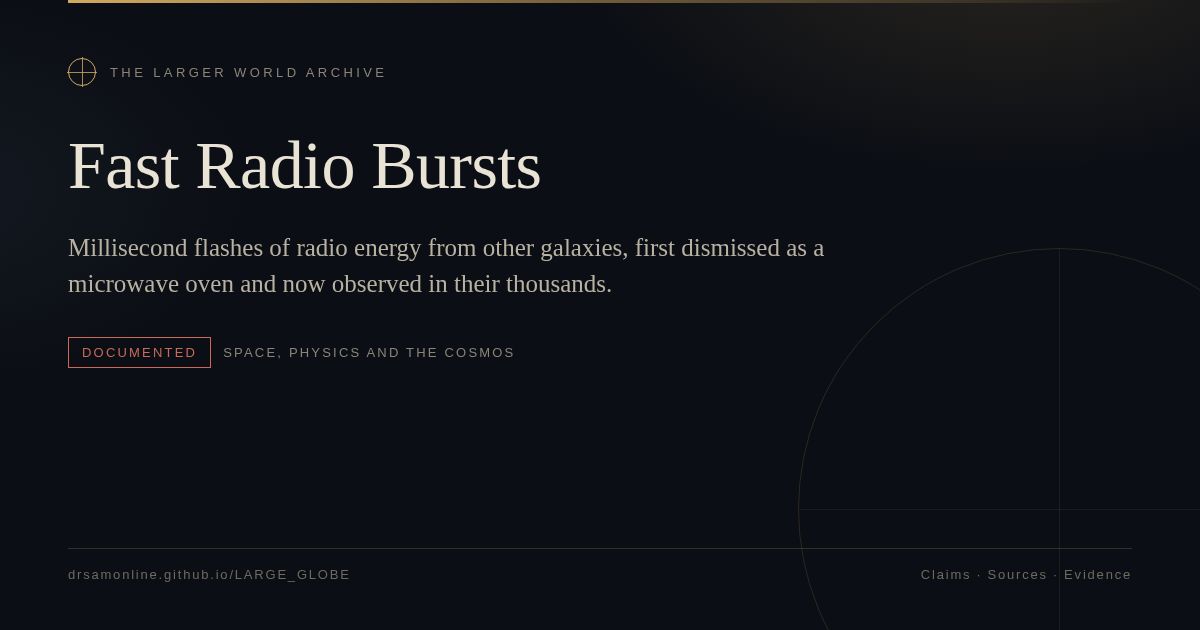 THE LARGER WORLD ARCHIVE
Fast Radio Bursts
Millisecond flashes of radio energy from other galaxies, first dismissed as a
microwave oven and now observed in their thousands.
DOCUMENTED SPACE, PHYSICS AND THE COSMOS
drsamonline.github.io/LARGE_GLOBE Claims · Sources · Evidence